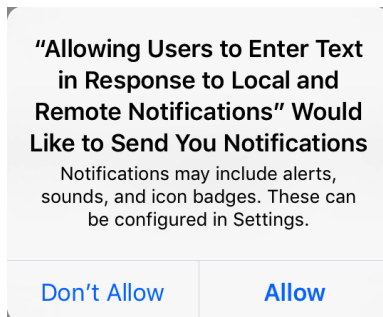 “Allowing Users to Enter Text
in Response to Local and
Remote Notifications” Would
Like to Send You Notifications
Notifications may include alerts,
sounds, and icon badges. These can
be configured in Settings.
Don’t Allow
Allow